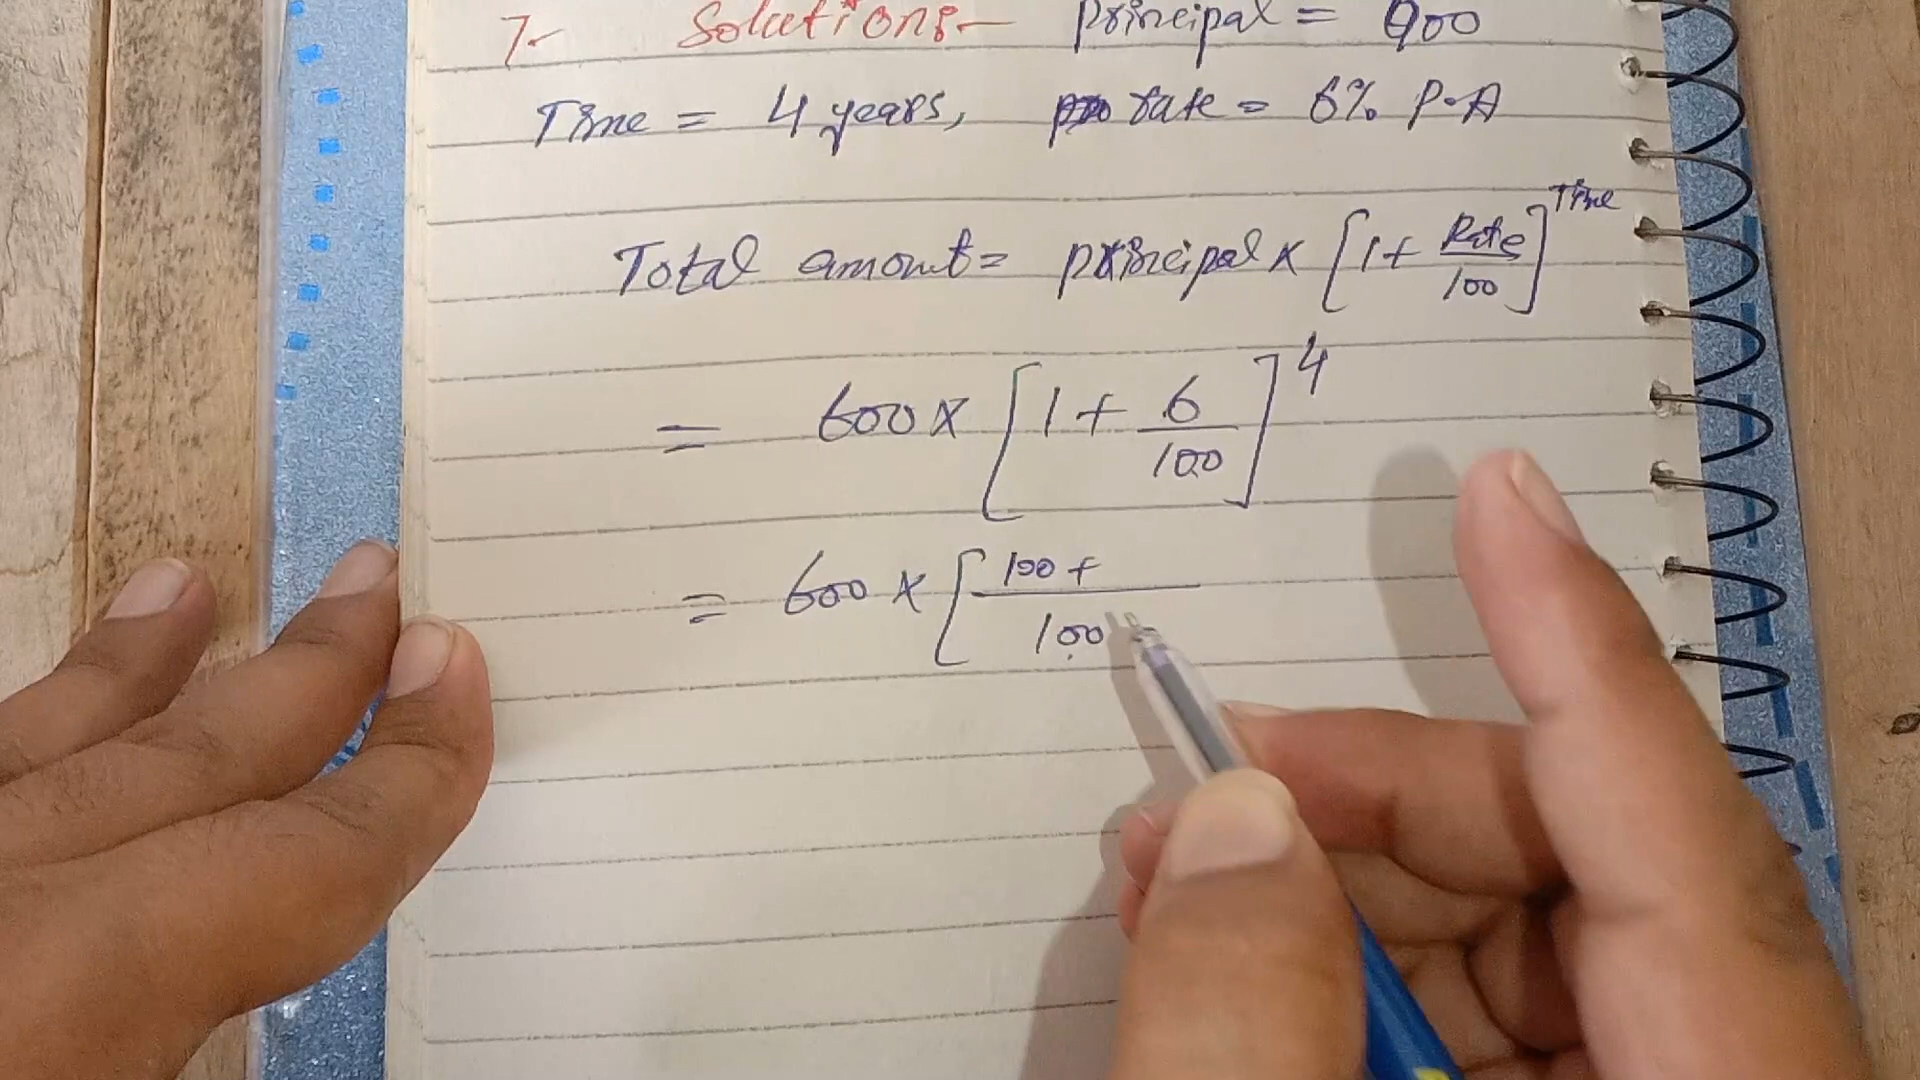 7.- Solutions- Principal = 900
Time = 4 years, rate = 6% P.A
Total amont = principal × [1 + Rate/100]^Time
= 600 × [1 + 6/100]^4
= 600 × [100 +/100